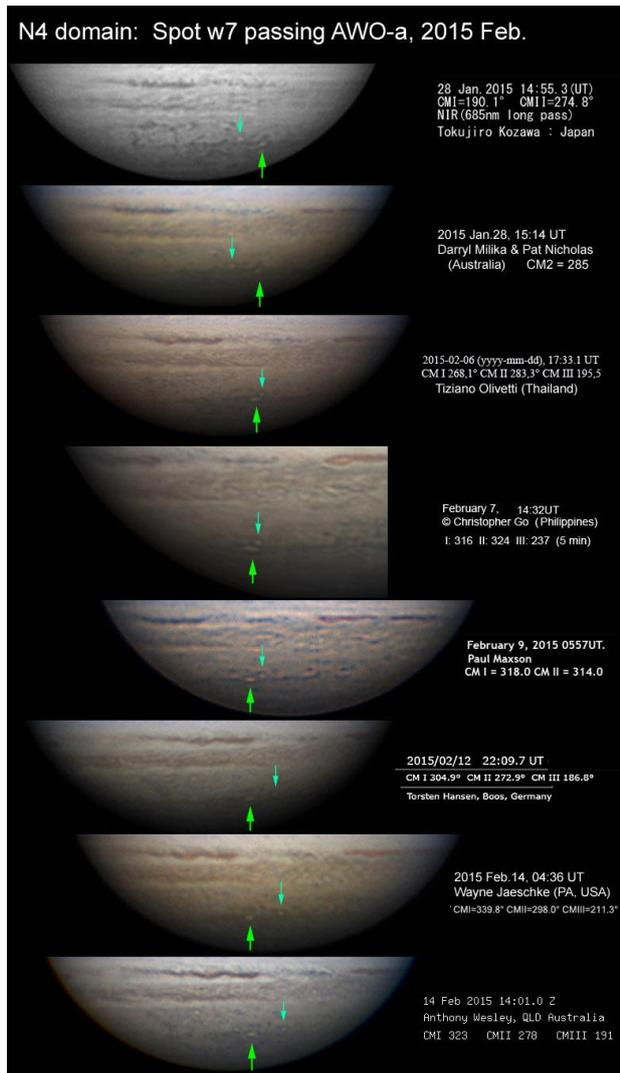 N4 domain:  Spot w7 passing AWO-a, 2015 Feb.
28 Jan.2015 14:55.3(UT)
CMI=190.1°  CMII=274.8°
NIR(685nm long pass)
Tokujiro Kozawa : Japan
2015 Jan.28, 15:14 UT
Darryl Milika & Pat Nicholas
(Australia)     CM2 = 285
2015-02-06 (yyyy-mm-dd), 17:33.1 UT
CM I 268,1° CM II 283,3° CM III 195,5
Tiziano Olivetti (Thailand)
February 7,    14:32UT
© Christopher Go (Philippines)
I: 316  II: 324  III: 237  (5 min)
February 9, 2015 0557UT.
Paul Maxson
CM I = 318.0 CM II = 314.0
2015/02/12   22:09.7 UT
CM I 304.9°  CM II 272.9°  CM III 186.8°
Torsten Hansen, Boos, Germany
2015 Feb.14, 04:36 UT
Wayne Jaeschke (PA, USA)
CMI=339.8° CMII=298.0° CMIII=211.3°
14 Feb 2015 14:01.0 Z
Anthony Wesley, QLD Australia
CMI 323   CMII 278   CMIII 191